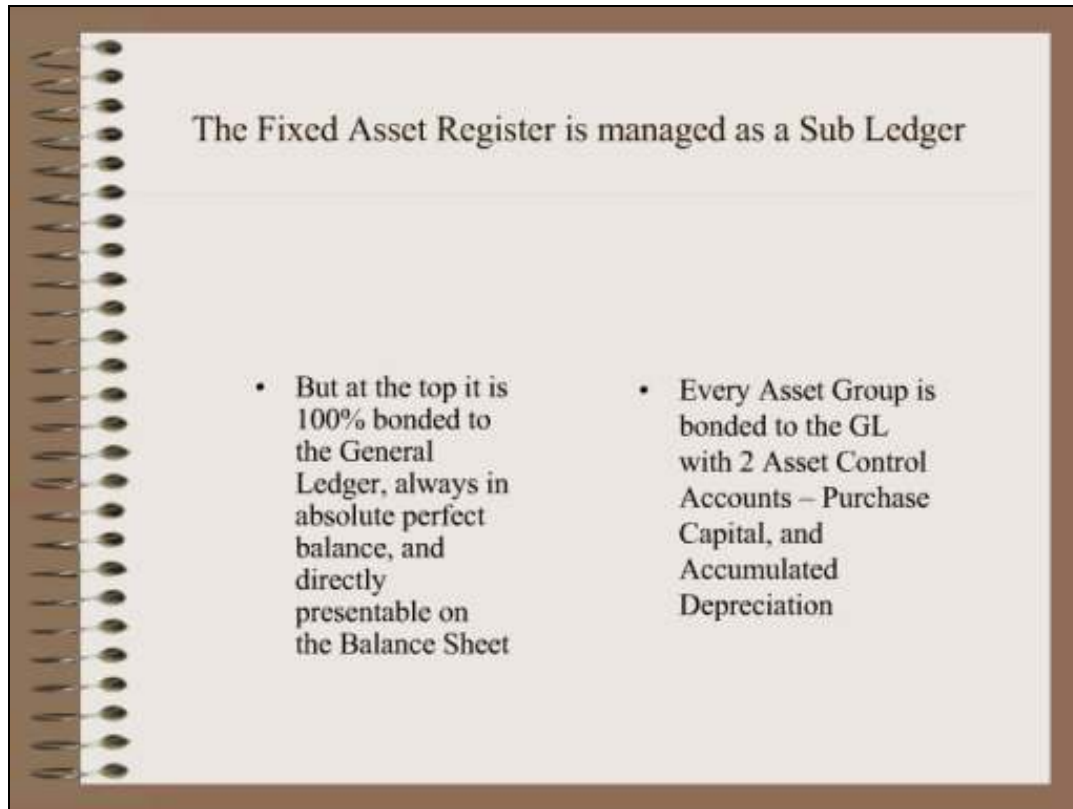 The Fixed Asset Register is managed as a Sub Ledger
• But at the top it is
100% bonded to
the General
Ledger, always in
absolute perfect
balance, and
directly
presentable on
the Balance Sheet
• Every Asset Group is
bonded to the GL
with 2 Asset Control
Accounts – Purchase
Capital, and
Accumulated
Depreciation